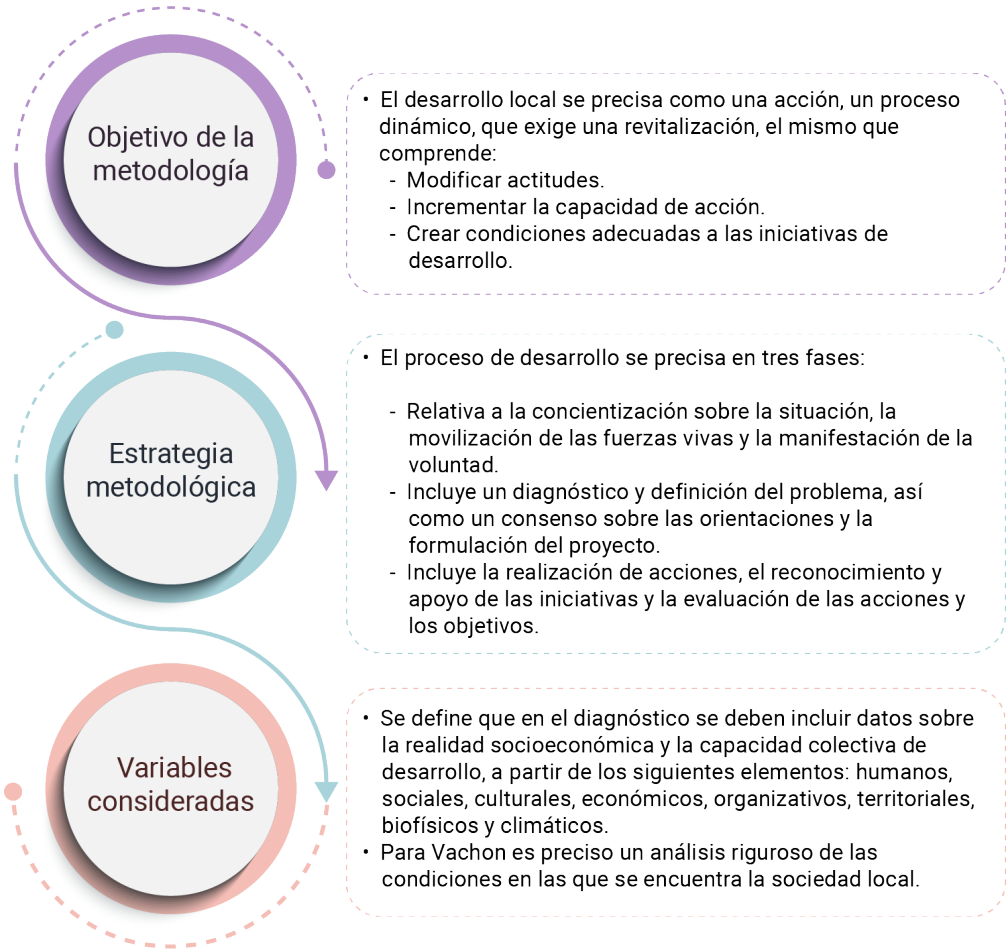 Objetivo de la
metodología
• El desarrollo local se precisa como una acción, un proceso
dinámico, que exige una revitalización, el mismo que
comprende:
- Modificar actitudes.
- Incrementar la capacidad de acción.
- Crear condiciones adecuadas a las iniciativas de
desarrollo.
Estrategia
metodológica
• El proceso de desarrollo se precisa en tres fases:
- Relativa a la concientización sobre la situación, la
movilización de las fuerzas vivas y la manifestación de la
voluntad.
- Incluye un diagnóstico y definición del problema, así
como un consenso sobre las orientaciones y la
formulación del proyecto.
- Incluye la realización de acciones, el reconocimiento y
apoyo de las iniciativas y la evaluación de las acciones y
los objetivos.
Variables
consideradas
• Se define que en el diagnóstico se deben incluir datos sobre
la realidad socioeconómica y la capacidad colectiva de
desarrollo, a partir de los siguientes elementos: humanos,
sociales, culturales, económicos, organizativos, territoriales,
biofísicos y climáticos.
• Para Vachon es preciso un análisis riguroso de las
condiciones en las que se encuentra la sociedad local.